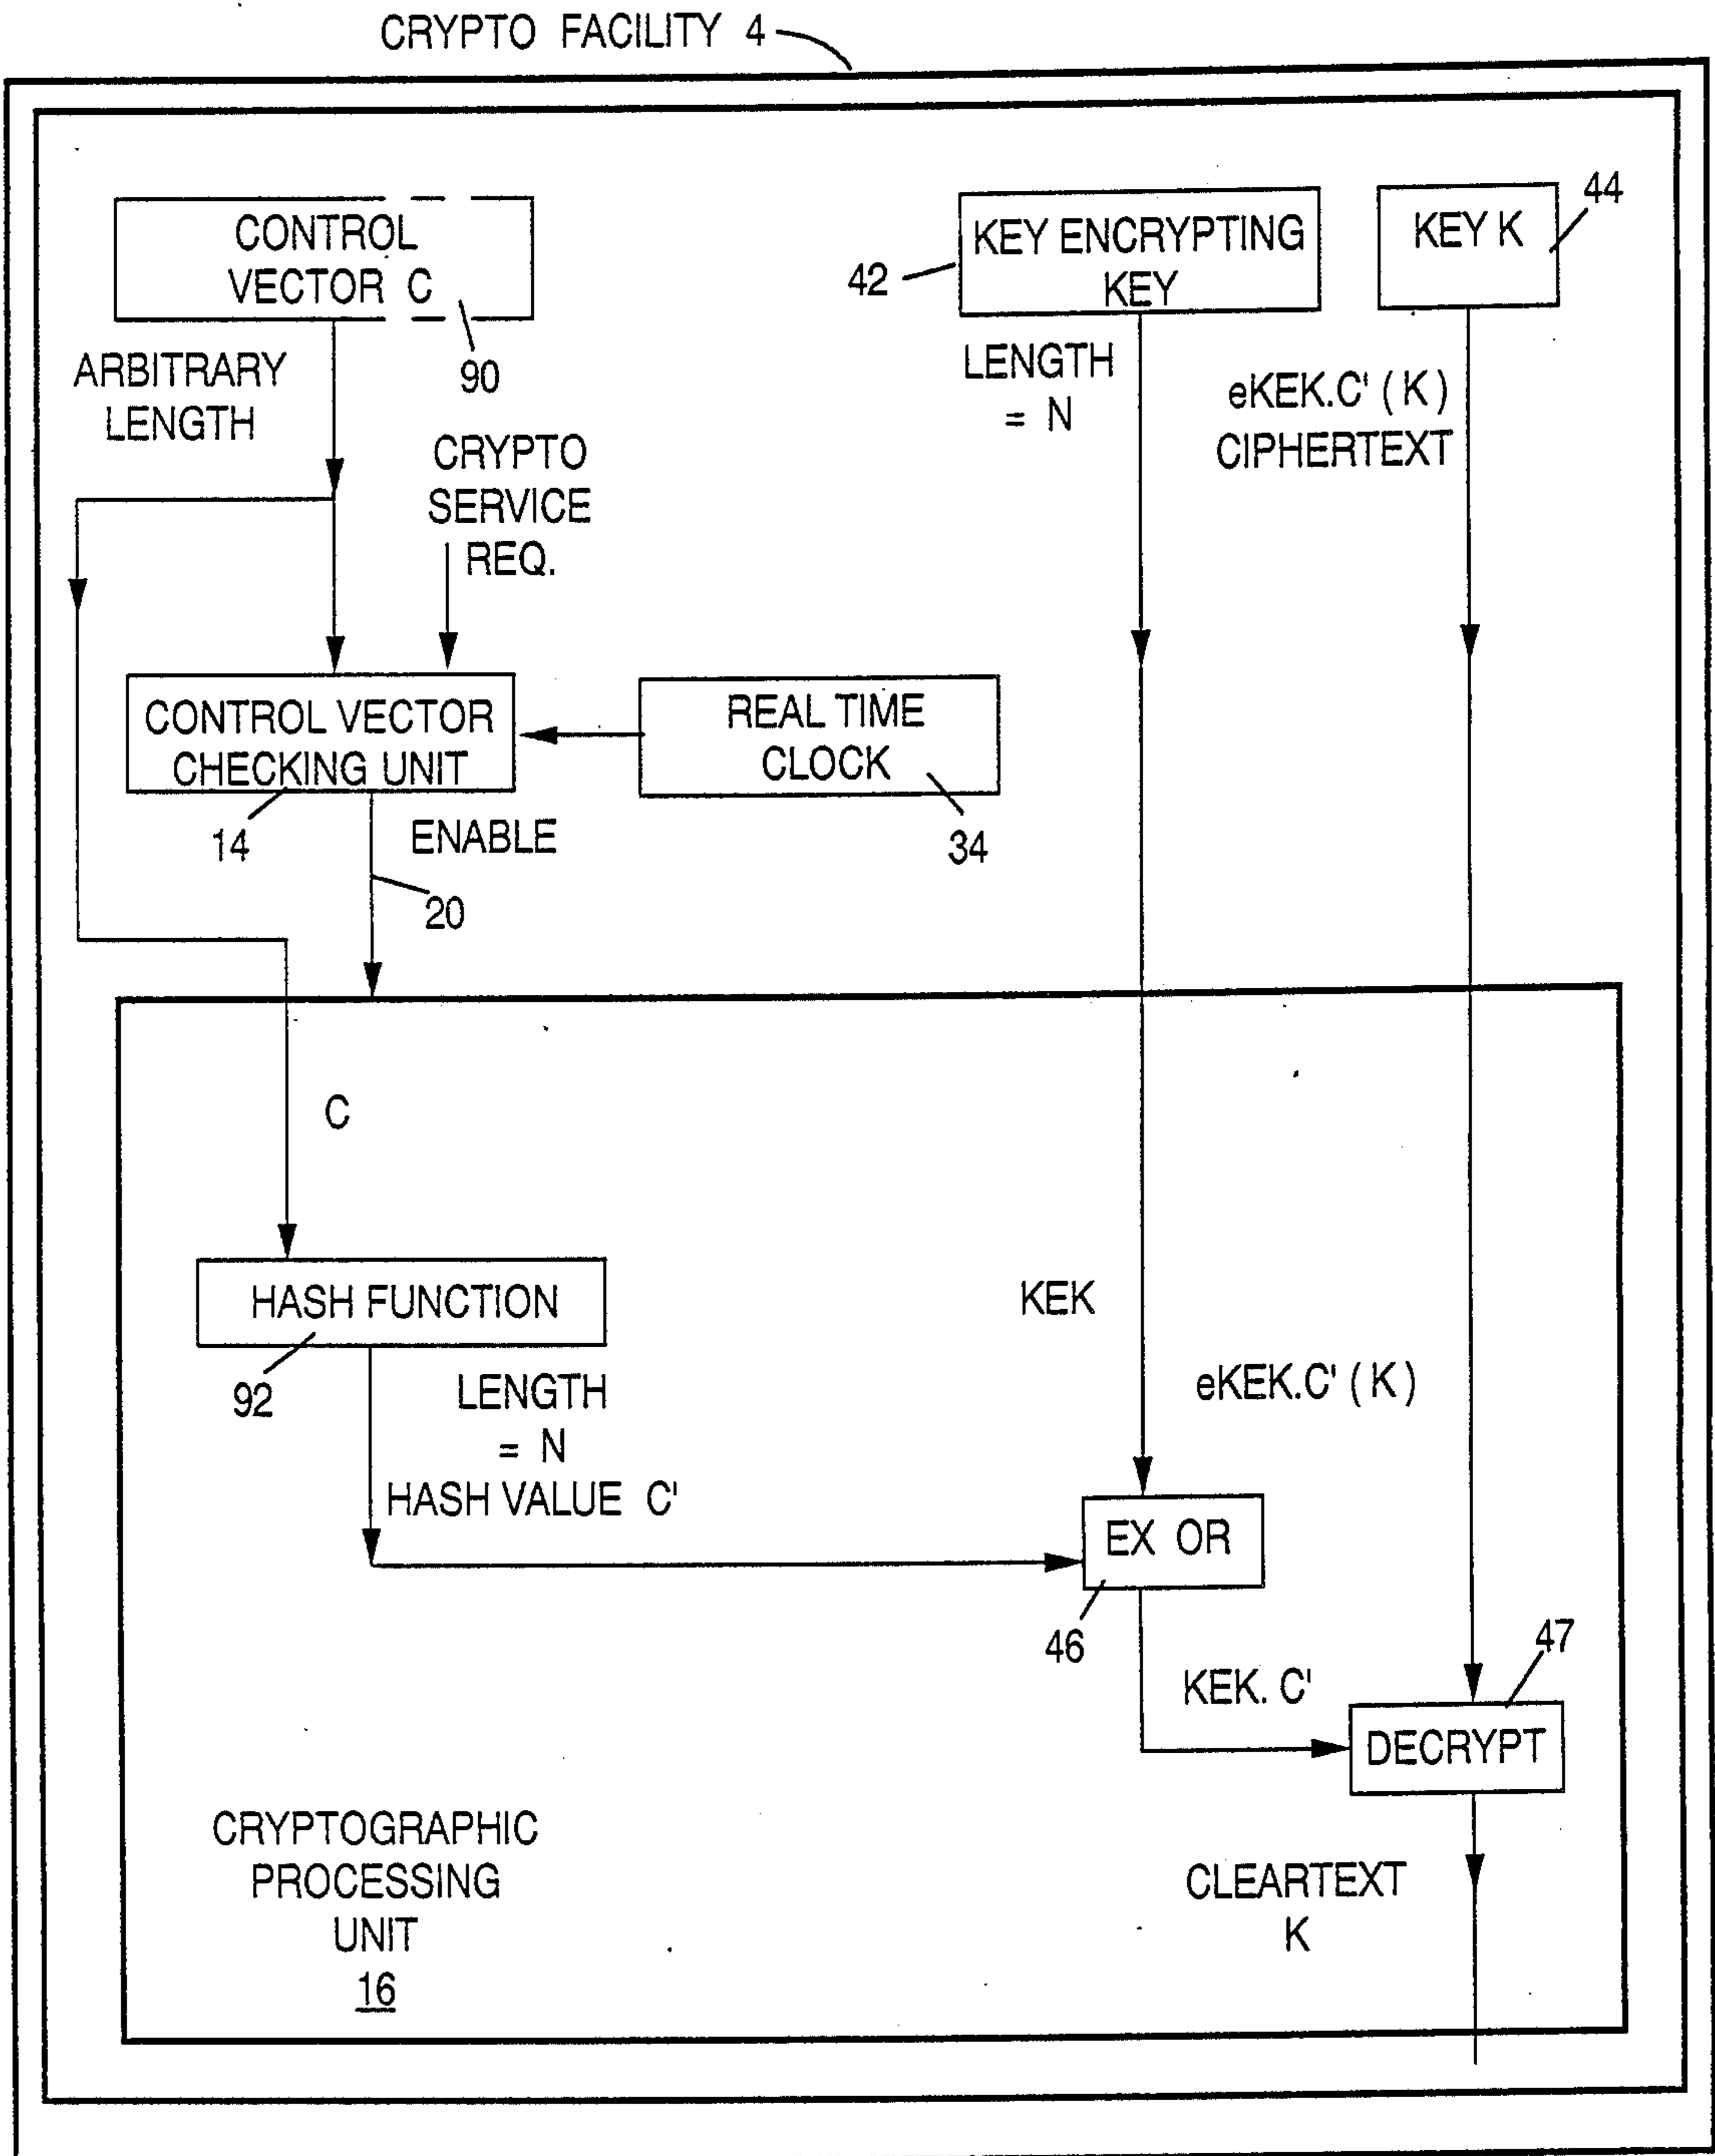 CRYPTO FACILITY 4
CONTROL
VECTOR C
90
ARBITRARY
LENGTH
CRYPTO
SERVICE
REQ.
42
KEY ENCRYPTING
KEY
LENGTH
= N
KEY K
44
eKEK.C' ( K )
CIPHERTEXT
CONTROL VECTOR
CHECKING UNIT
14
REAL TIME
CLOCK
34
ENABLE
20
C
HASH FUNCTION
92
LENGTH
= N
HASH VALUE C'
KEK
eKEK.C' ( K )
EX OR
46
KEK. C'
47
DECRYPT
CRYPTOGRAPHIC
PROCESSING
UNIT
16
CLEARTEXT
K